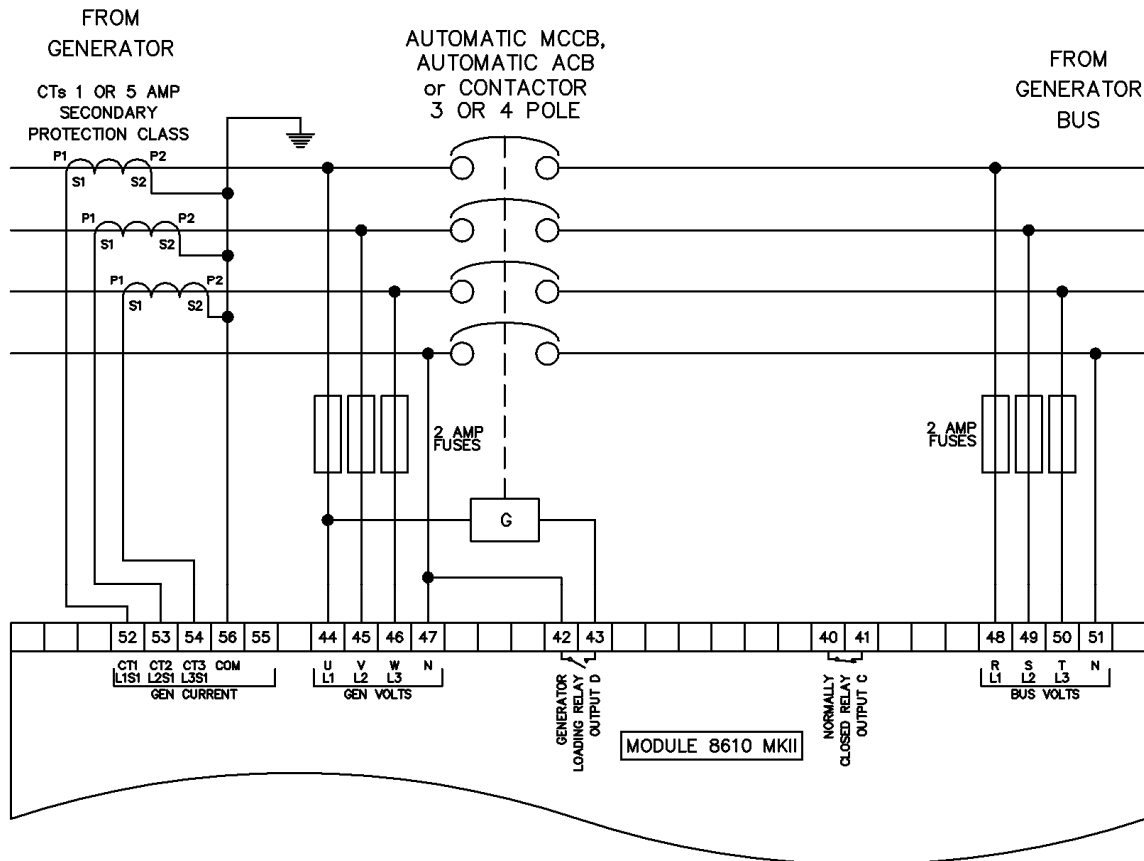 FROM
GENERATOR
CTs 1 OR 5 AMP
SECONDARY
PROTECTION CLASS
AUTOMATIC MCCB,
AUTOMATIC ACB
or CONTACTOR
3 OR 4 POLE
FROM
GENERATOR
BUS
P1 P2
S1 S2
P1 P2
S1 S2
P1 P2
S1 S2
2 AMP
FUSES
2 AMP
FUSES
G
52 53 54 56 55 44 45 46 47 42 43 40 41 48 49 50 51
CT1 CT2 CT3 COM
L1S1 L2S1 L3S1
GEN CURRENT
U V W N
L1 L2 L3
GEN VOLTS
GENERATOR
LOADING RELAY
OUTPUT D
MODULE 8610 MKII
NORMALLY
CLOSED RELAY
OUTPUT C
R S T N
L1 L2 L3
BUS VOLTS